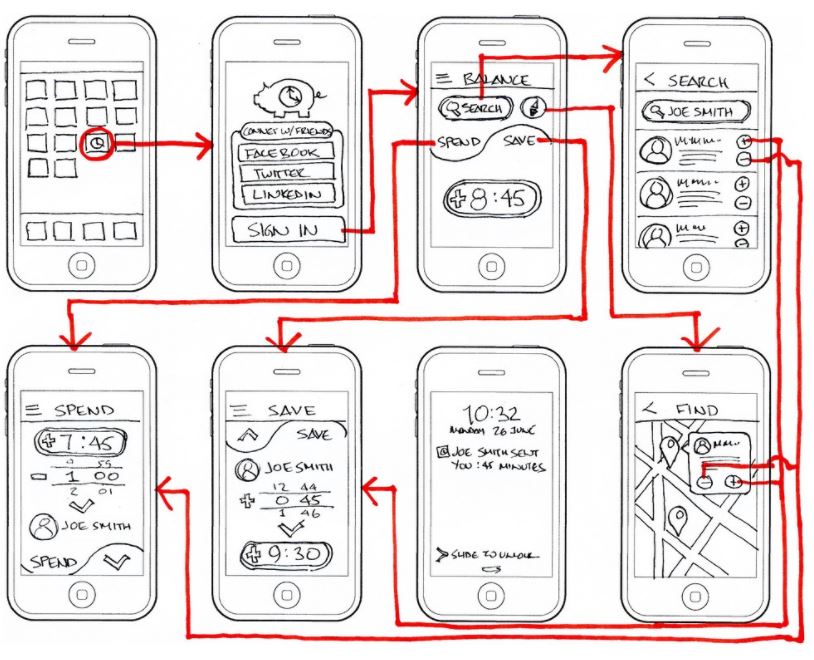 CONNECT W/FRIENDS
FACEBOOK
TWITTER
LINKEDIN
SIGN IN
BALANCE
SEARCH
SPEND SAVE
+8:45
< SEARCH
JOE SMITH
SPEND
+7:45
0 55
- 1 00
2 01
JOE SMITH
SPEND
SAVE
SAVE
JOE SMITH
12 44
+ 0 45
1 46
+9:30
10:32
MONDAY 26 JUNE
JOE SMITH SENT
YOU :45 MINUTES
> SLIDE TO UNLOCK
< FIND